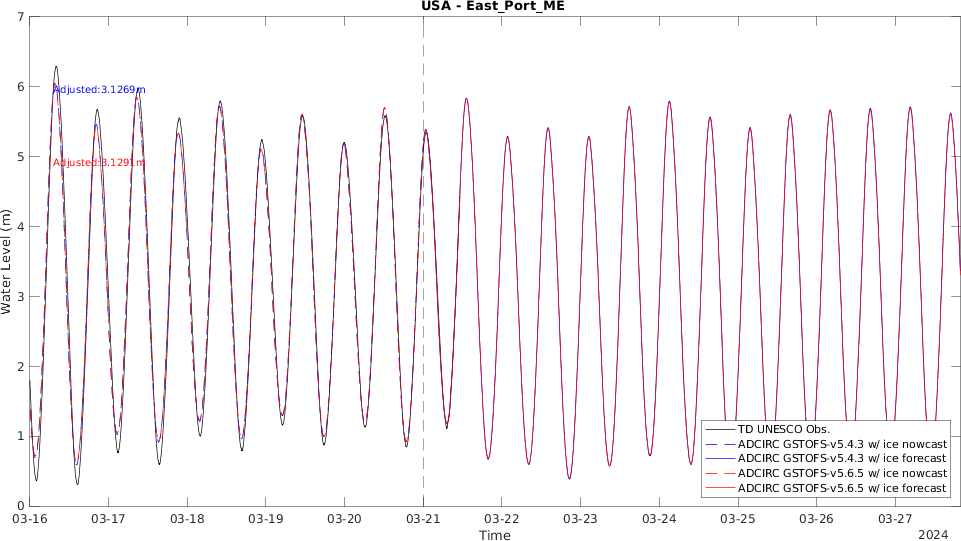 USA - East_Port_ME
7
6
5
4
3
2
1
0
Water Level (m)
Adjusted:3.1269m
Adjusted:3.1291m
TD UNESCO Obs.
ADCIRC GSTOFS-v5.4.3 w/ ice nowcast
ADCIRC GSTOFS-v5.4.3 w/ ice forecast
ADCIRC GSTOFS-v5.6.5 w/ ice nowcast
ADCIRC GSTOFS-v5.6.5 w/ ice forecast
03-16 03-17 03-18 03-19 03-20 03-21 03-22 03-23 03-24 03-25 03-26 03-27
Time
2024